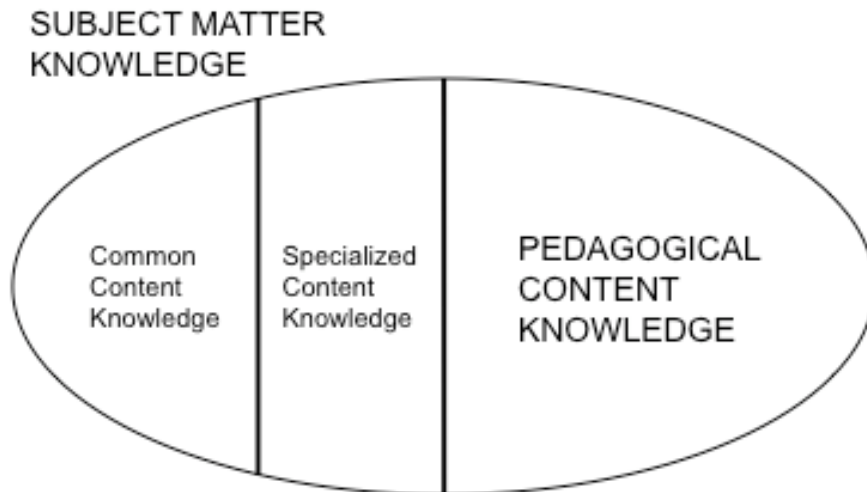 SUBJECT MATTER
KNOWLEDGE
Common
Content
Knowledge
Specialized
Content
Knowledge
PEDAGOGICAL
CONTENT
KNOWLEDGE